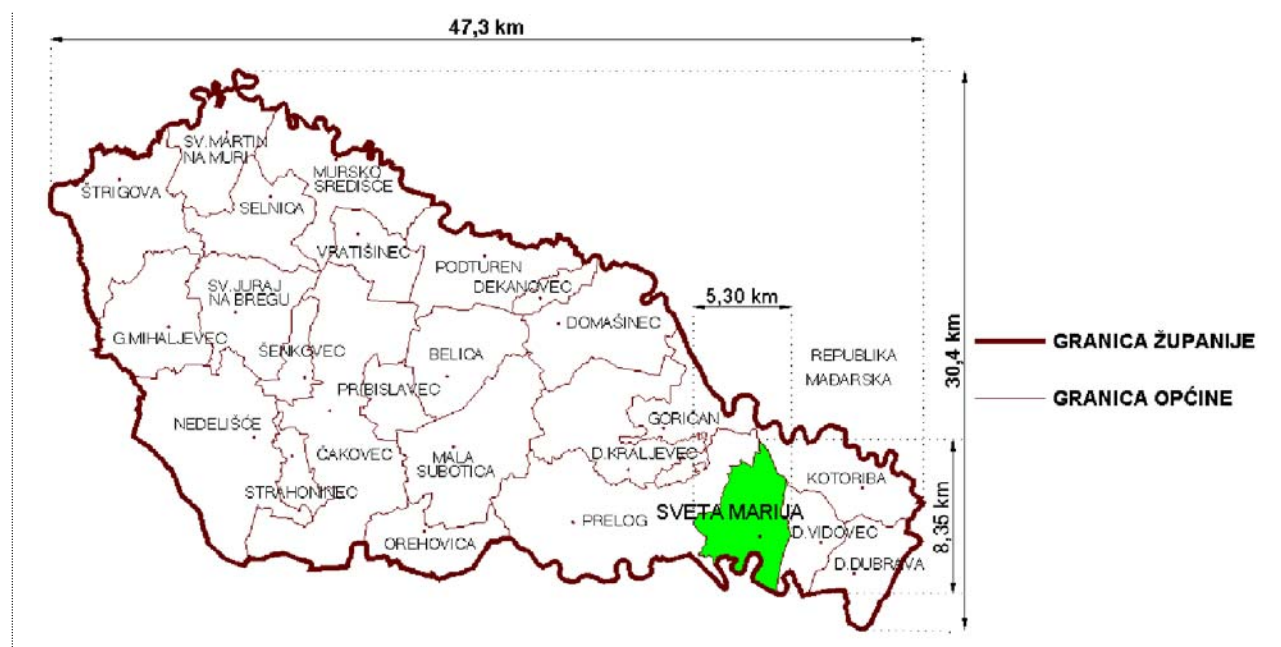 47,3 km
SV.MARTIN
NA MURI
MURSKO
SREDIŠĆE
ŠTRIGOVA
SELNICA
VRATIŠINEC
PODTUREN
DEKANOVEC
SV.JURAJ
NA BREGU
5,30 km
DOMAŠINEC
G.MIHALJEVEC
ŠENKOVEC
BELICA
REPUBLIKA
MAĐARSKA
30,4 km
GRANICA ŽUPANIJE
PRIBISLAVEC
GRANICA OPĆINE
NEDELIŠĆE
GORIČAN
ČAKOVEC
MALA
SUBOTICA
D.KRALJEVEC
KOTORIBA
STRAHONINEC
SVETA MARIJA
PRELOG
8,35 km
D.VIDOVEC
OREHOVICA
D.DUBRAVA